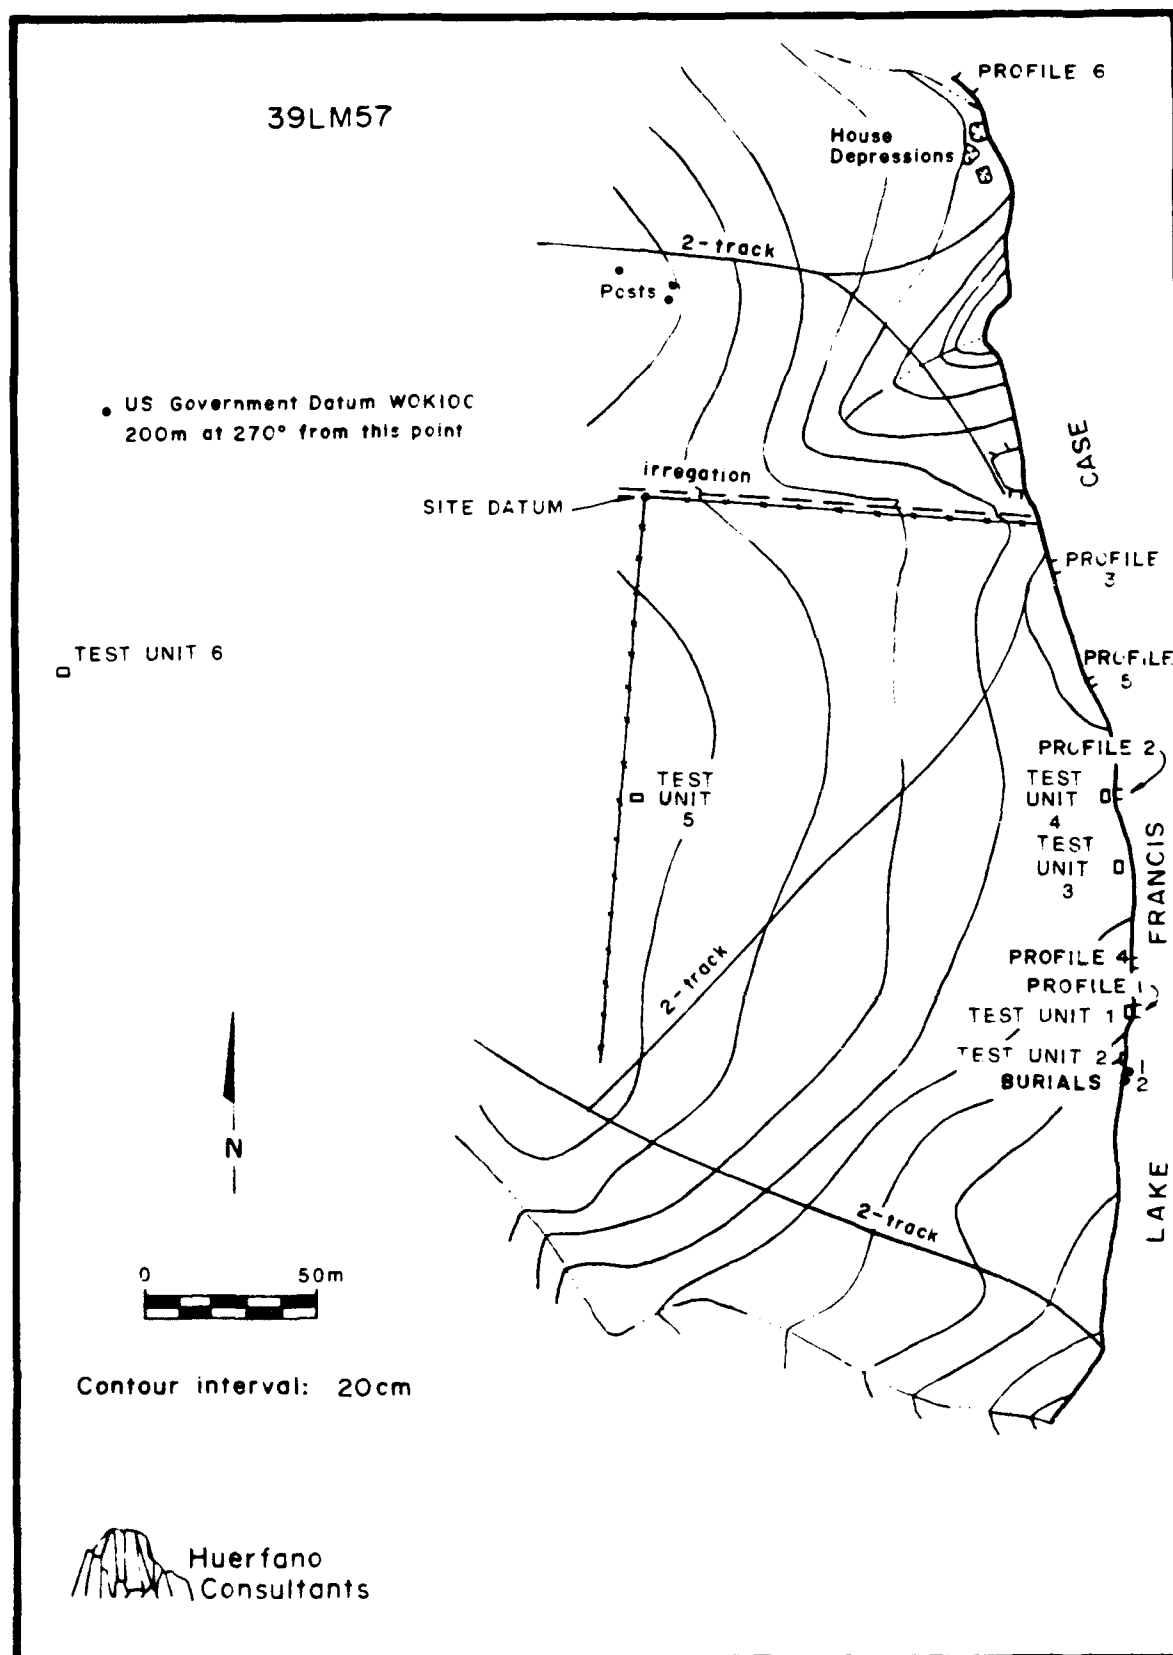 PROFILE 6
39LM57
House
Depressions
2-track
Posts
US Government Datum WOKIOC
200m at 270° from this point
CASE
irregation
SITE DATUM
PROFILE
3
TEST UNIT 6
PROFILE
5
PROFILE 2
TEST
UNIT
5
TEST
UNIT
4
TEST
UNIT
3
FRANCIS
PROFILE 4
2-track
PROFILE 1
TEST UNIT 1
TEST UNIT 2
1
BURIALS
2
N
LAKE
2-track
0 50m
Contour interval: 20cm
Huerfano
Consultants